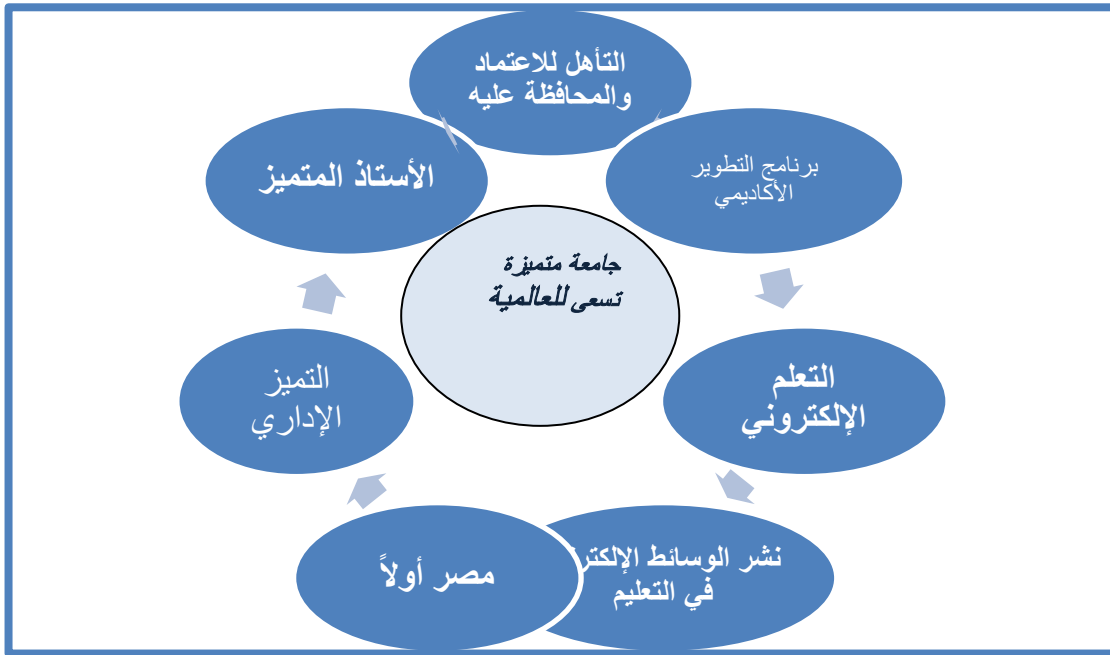 التأهل للاعتماد
والمحافظة عليه
برنامج التطوير
الأكاديمي
التعلم
الإلكتروني
نشر الوسائط
في التعليم
مصر أولاً
التميز
الإداري
الأستاذ المتميز
جامعة متميزة
تسعى للعالمية